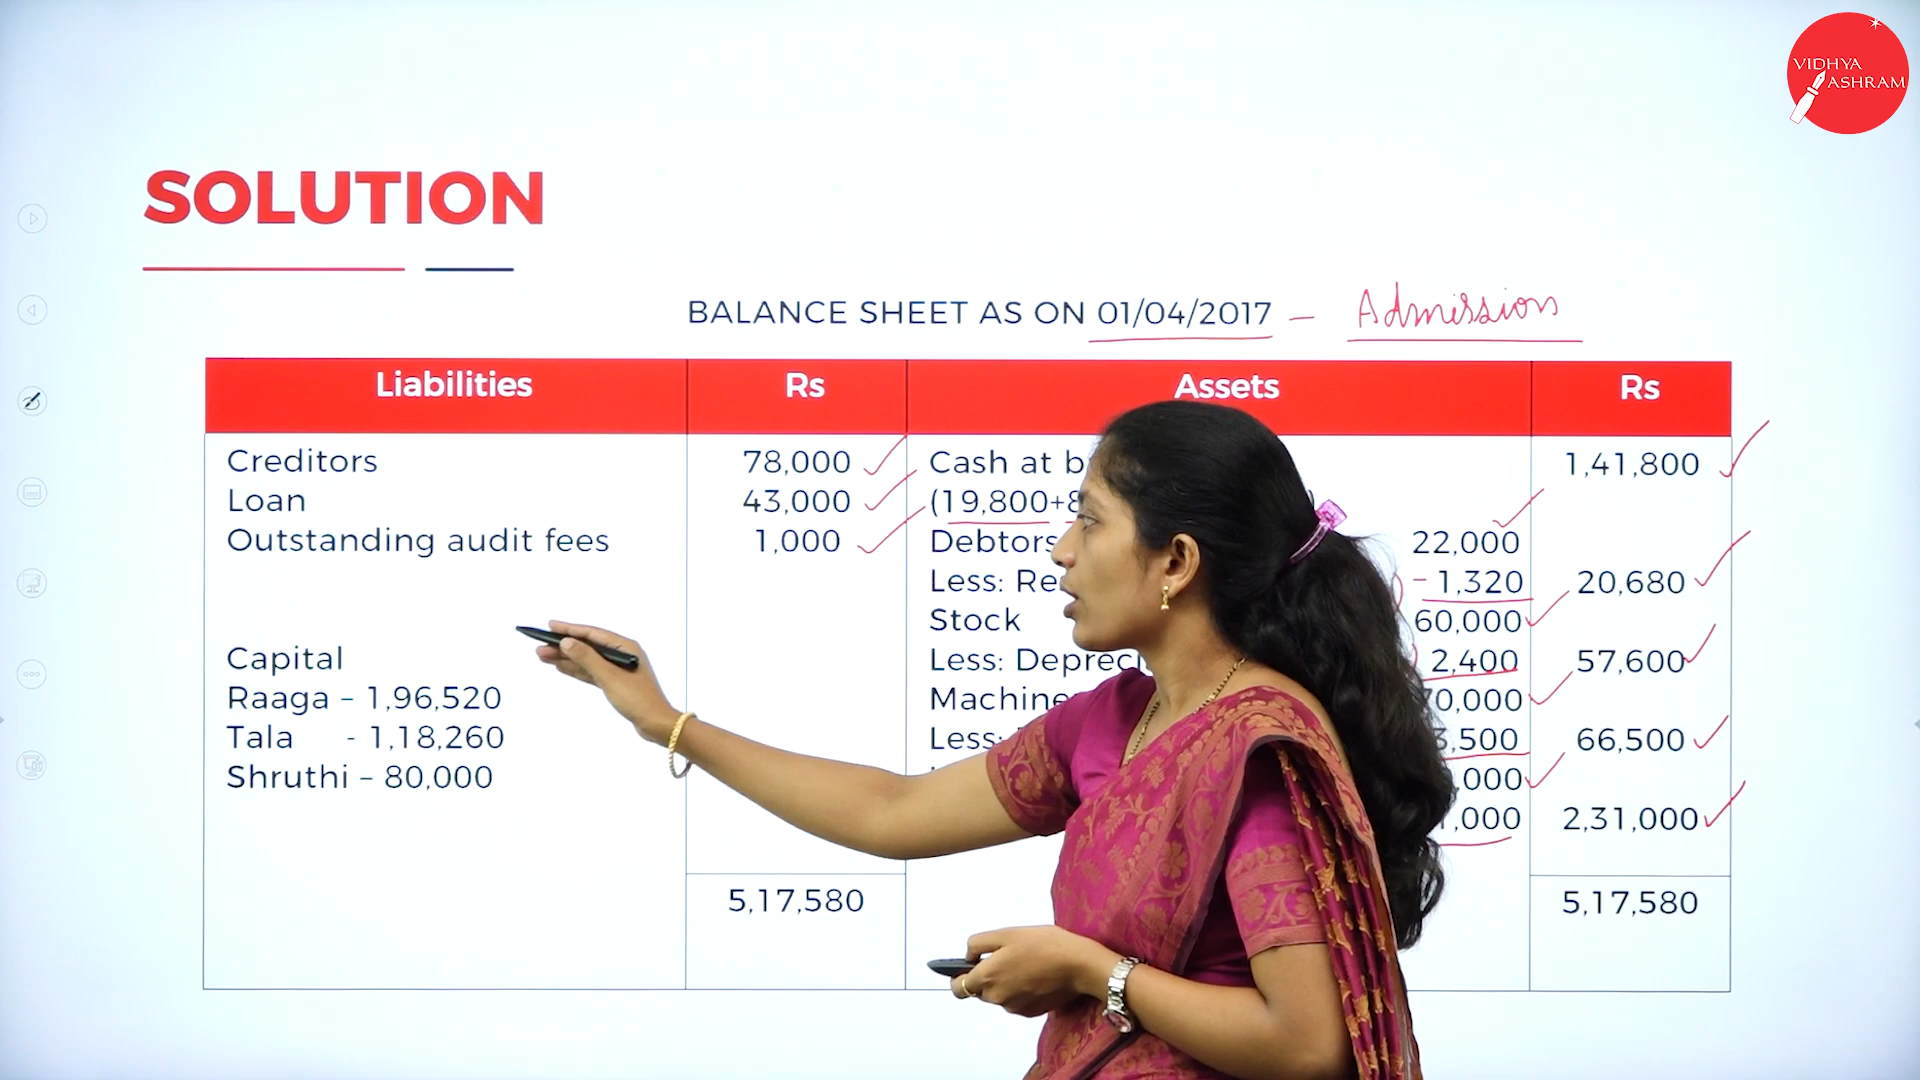 VIDHYA
ASHRAM
SOLUTION
BALANCE SHEET AS ON 01/04/2017 – Admission
Liabilities Rs Assets Rs
Creditors 78,000 Cash at 1,41,800
Loan 43,000 (19,800+
Outstanding audit fees 1,000 Debtors 22,000
Less: – 1,320 20,680
Stock 60,000
Less: 2,400 57,600
Capital
Raaga – 1,96,520
Tala - 1,18,260 Less: 66,500
Shruthi – 80,000
2,31,000
5,17,580 5,17,580